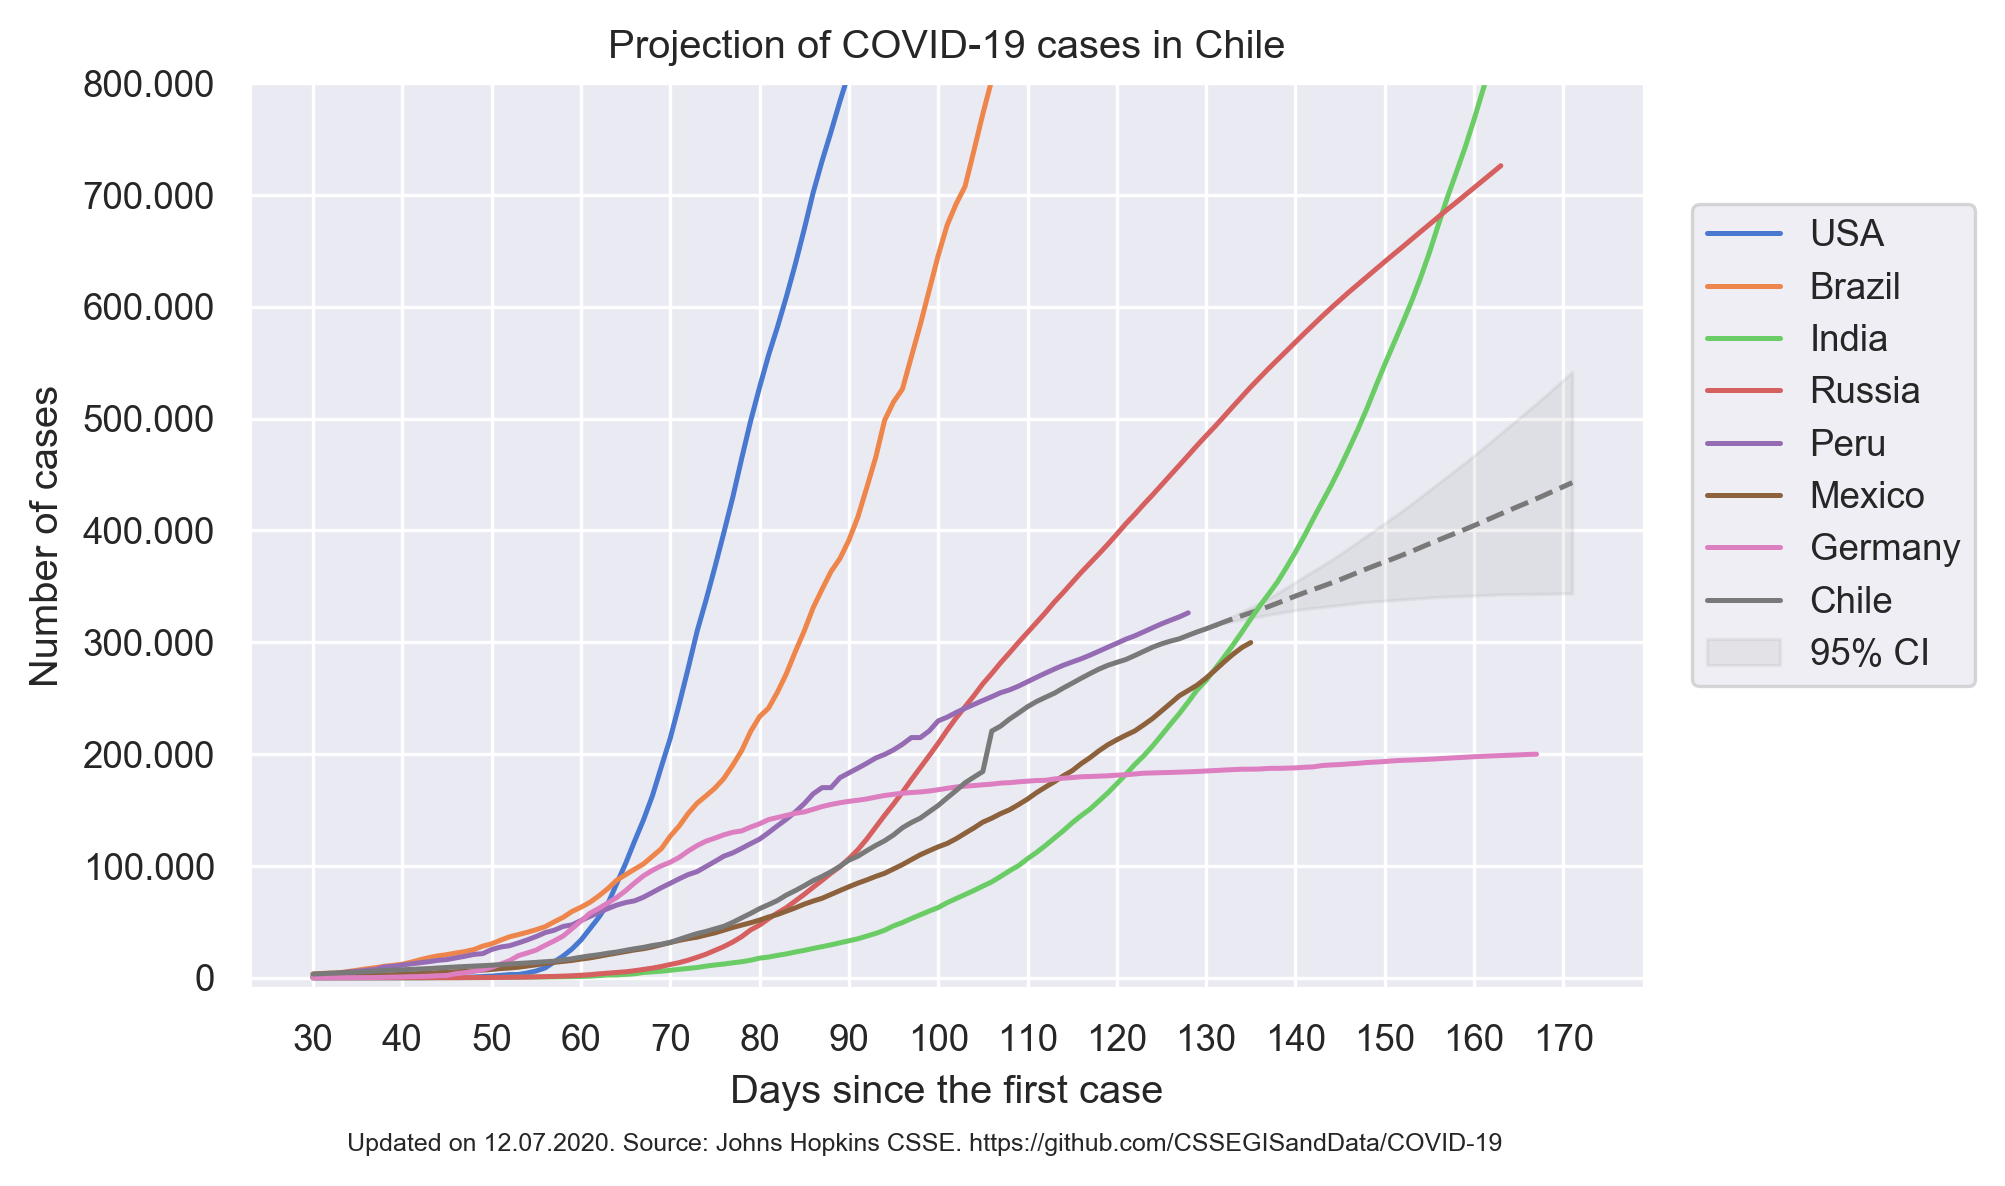 Projection of COVID-19 cases in Chile
800.000
700.000
600.000
500.000
400.000
300.000
200.000
100.000
0
Number of cases
30 40 50 60 70 80 90 100 110 120 130 140 150 160 170
Days since the first case
USA
Brazil
India
Russia
Peru
Mexico
Germany
Chile
95% CI
Updated on 12.07.2020. Source: Johns Hopkins CSSE. https://github.com/CSSEGISandData/COVID-19